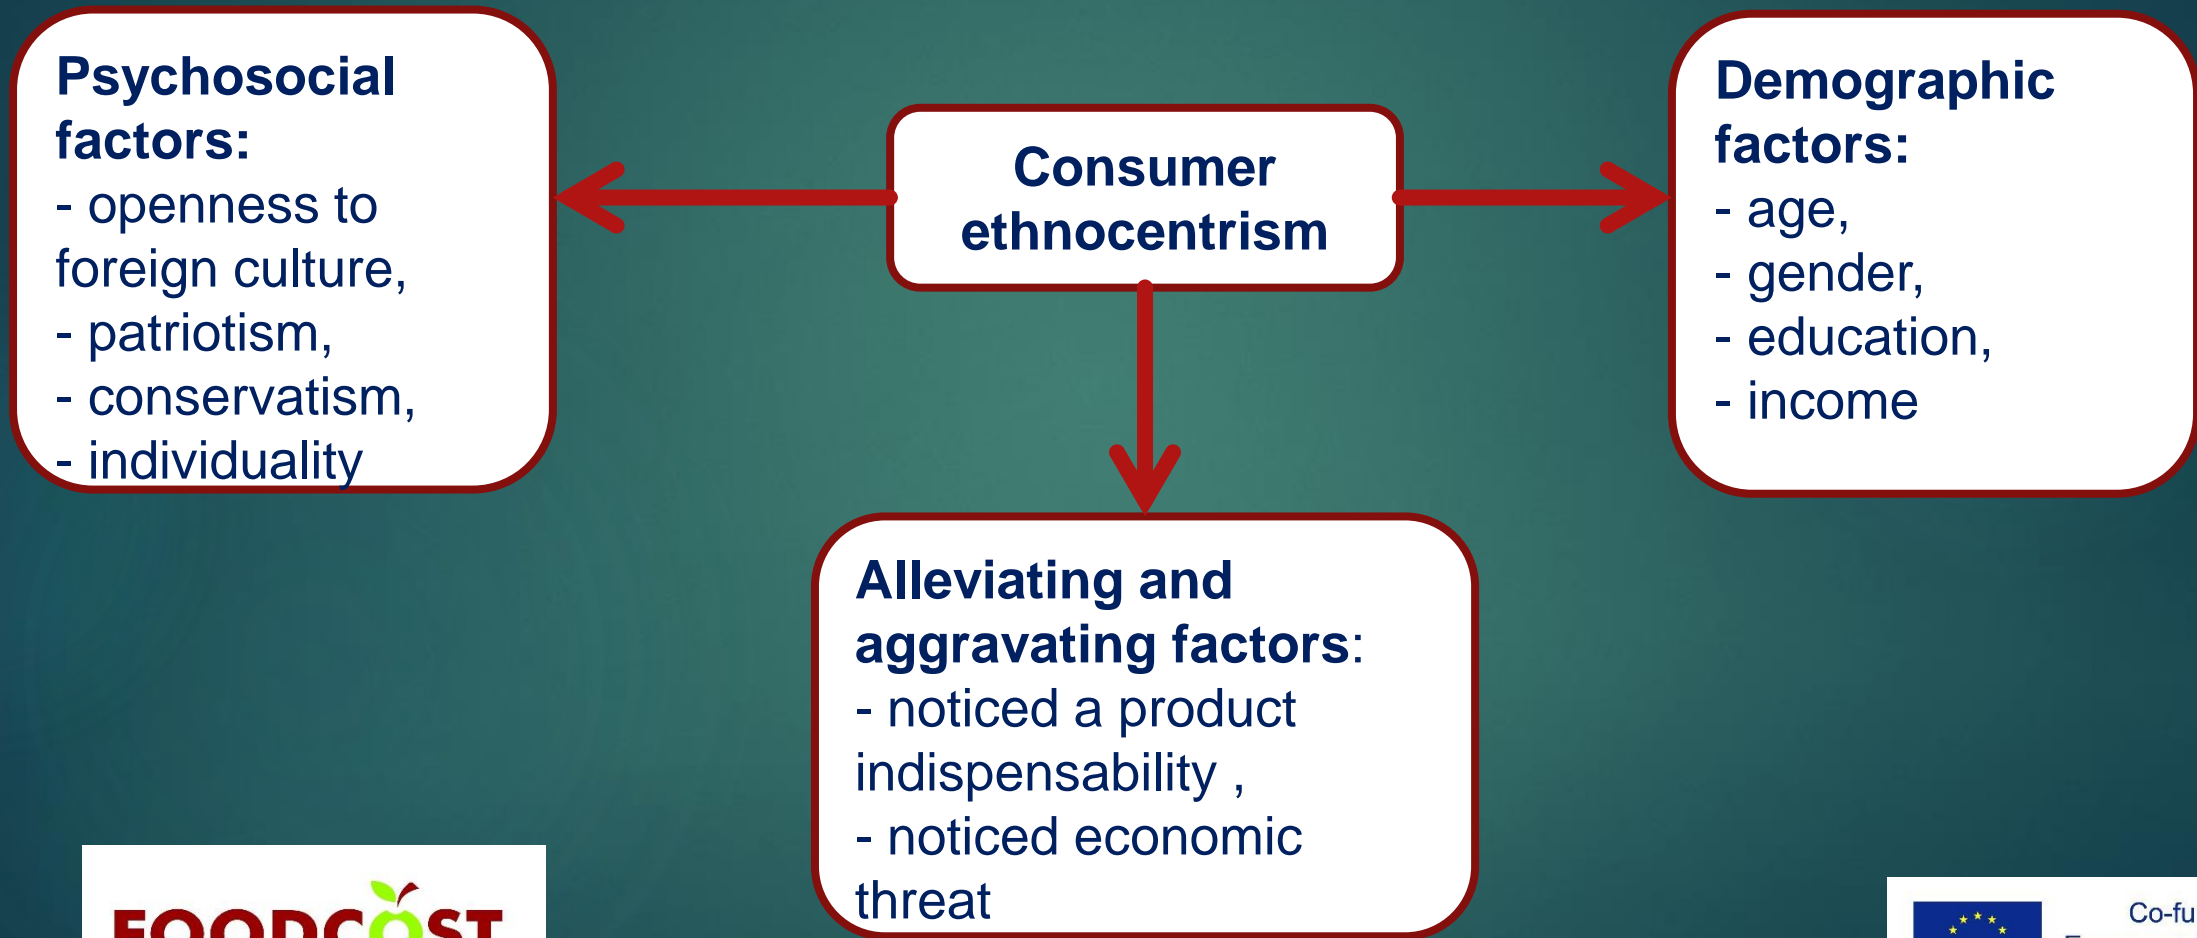 Psychosocial
factors:
- openness to
foreign culture,
- patriotism,
- conservatism,
- individuality
Consumer
ethnocentrism
Demographic
factors:
- age,
- gender,
- education,
- income
Alleviating and
aggravating factors:
- noticed a product
indispensability ,
- noticed economic
threat
FOODCOST